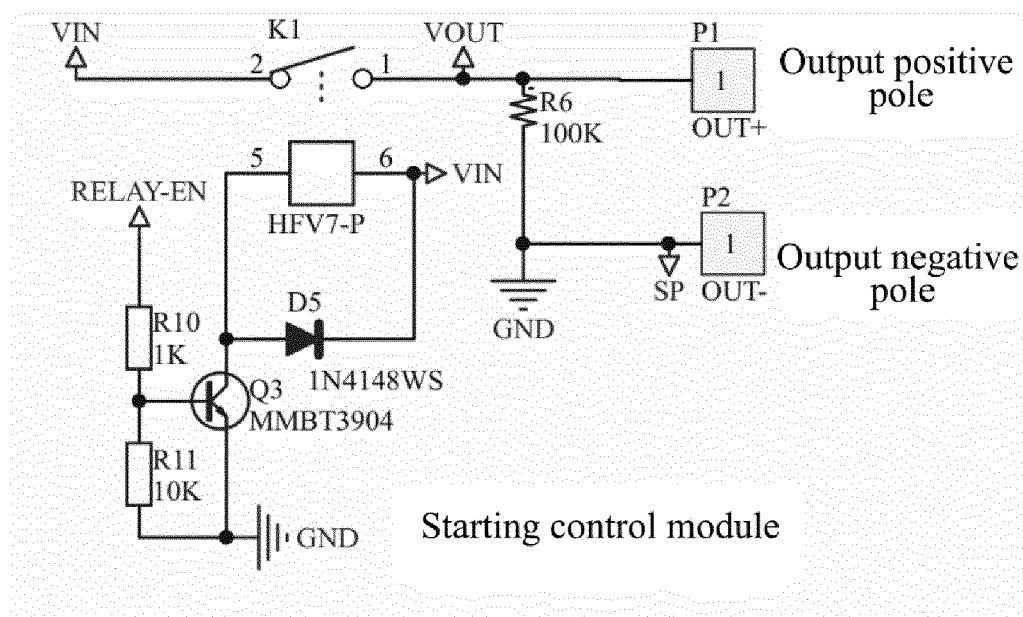 VIN
K1
2
1
VOUT
P1
1
OUT+
Output positive
pole
R6
100K
5
6
HFV7-P
VIN
RELAY-EN
P2
1
OUT-
Output negative
pole
SP
GND
D5
1N4148WS
R10
1K
Q3
MMBT3904
R11
10K
GND
Starting control module